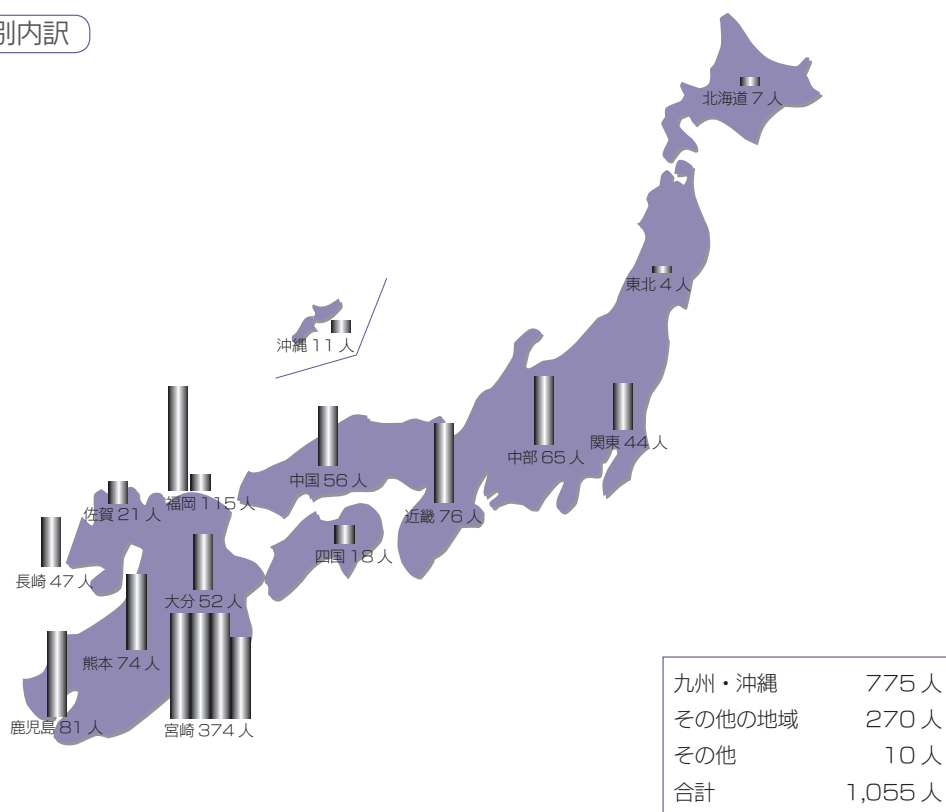 別内訳
北海道 7 人
東北 4 人
沖縄 11 人
関東 44 人
中部 65 人
中国 56 人
近畿 76 人
福岡 115 人
佐賀 21 人
四国 18 人
長崎 47 人
大分 52 人
熊本 74 人
鹿児島 81 人
宮崎 374 人
九州・沖縄 775 人
その他の地域 270 人
その他 10 人
合計 1,055 人